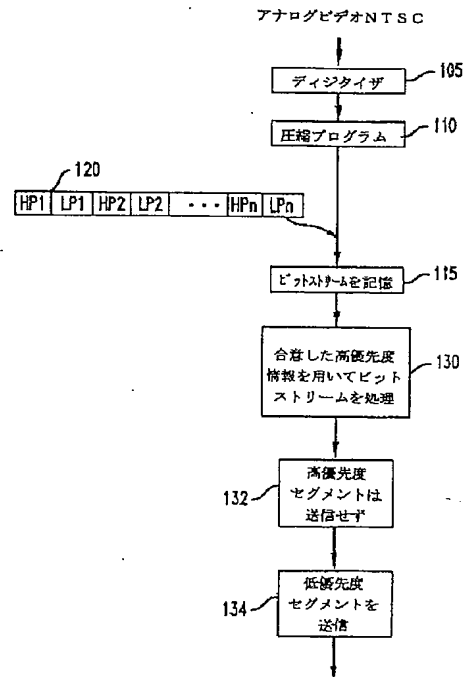 アナログビデオNTSC
ディジタイザ
105
圧縮プログラム
110
120
HP1 LP1 HP2 LP2 ・・・ HPn LPn
ビットストリームを記憶
115
合意した高優先度
情報を用いてビット
ストリームを処理
130
高優先度
セグメントは
送信せず
132
低優先度
セグメントを
送信
134